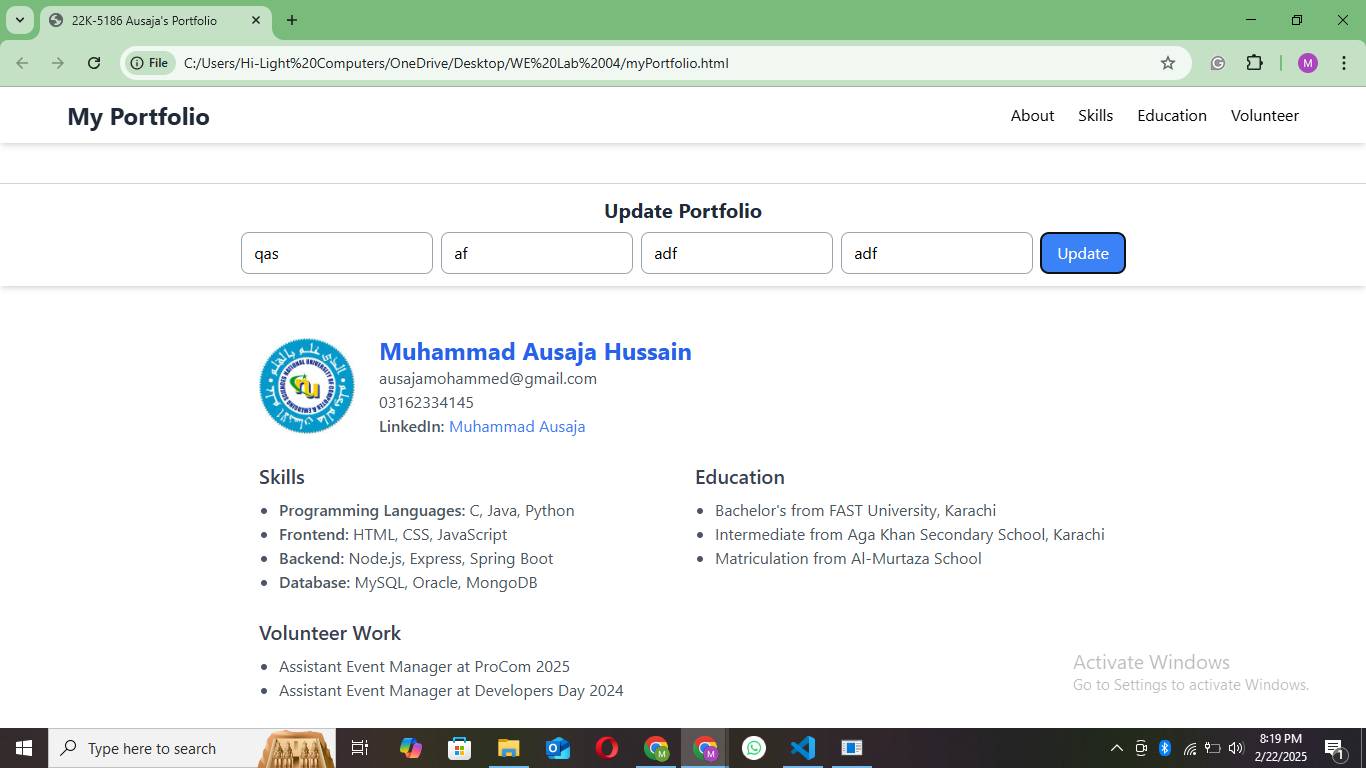 22K-5186 Ausaja's Portfolio
File C:/Users/Hi-Light%20Computers/OneDrive/Desktop/WE%20Lab%2004/myPortfolio.html
M
My Portfolio
About Skills Education Volunteer
Update Portfolio
qas af adf adf Update
Muhammad Ausaja Hussain
ausajamohammed@gmail.com
03162334145
LinkedIn: Muhammad Ausaja
Skills
• Programming Languages: C, Java, Python
• Frontend: HTML, CSS, JavaScript
• Backend: Node.js, Express, Spring Boot
• Database: MySQL, Oracle, MongoDB
Education
• Bachelor's from FAST University, Karachi
• Intermediate from Aga Khan Secondary School, Karachi
• Matriculation from Al-Murtaza School
Volunteer Work
• Assistant Event Manager at ProCom 2025
• Assistant Event Manager at Developers Day 2024
Activate Windows
Go to Settings to activate Windows.
Type here to search
8:19 PM
2/22/2025
1